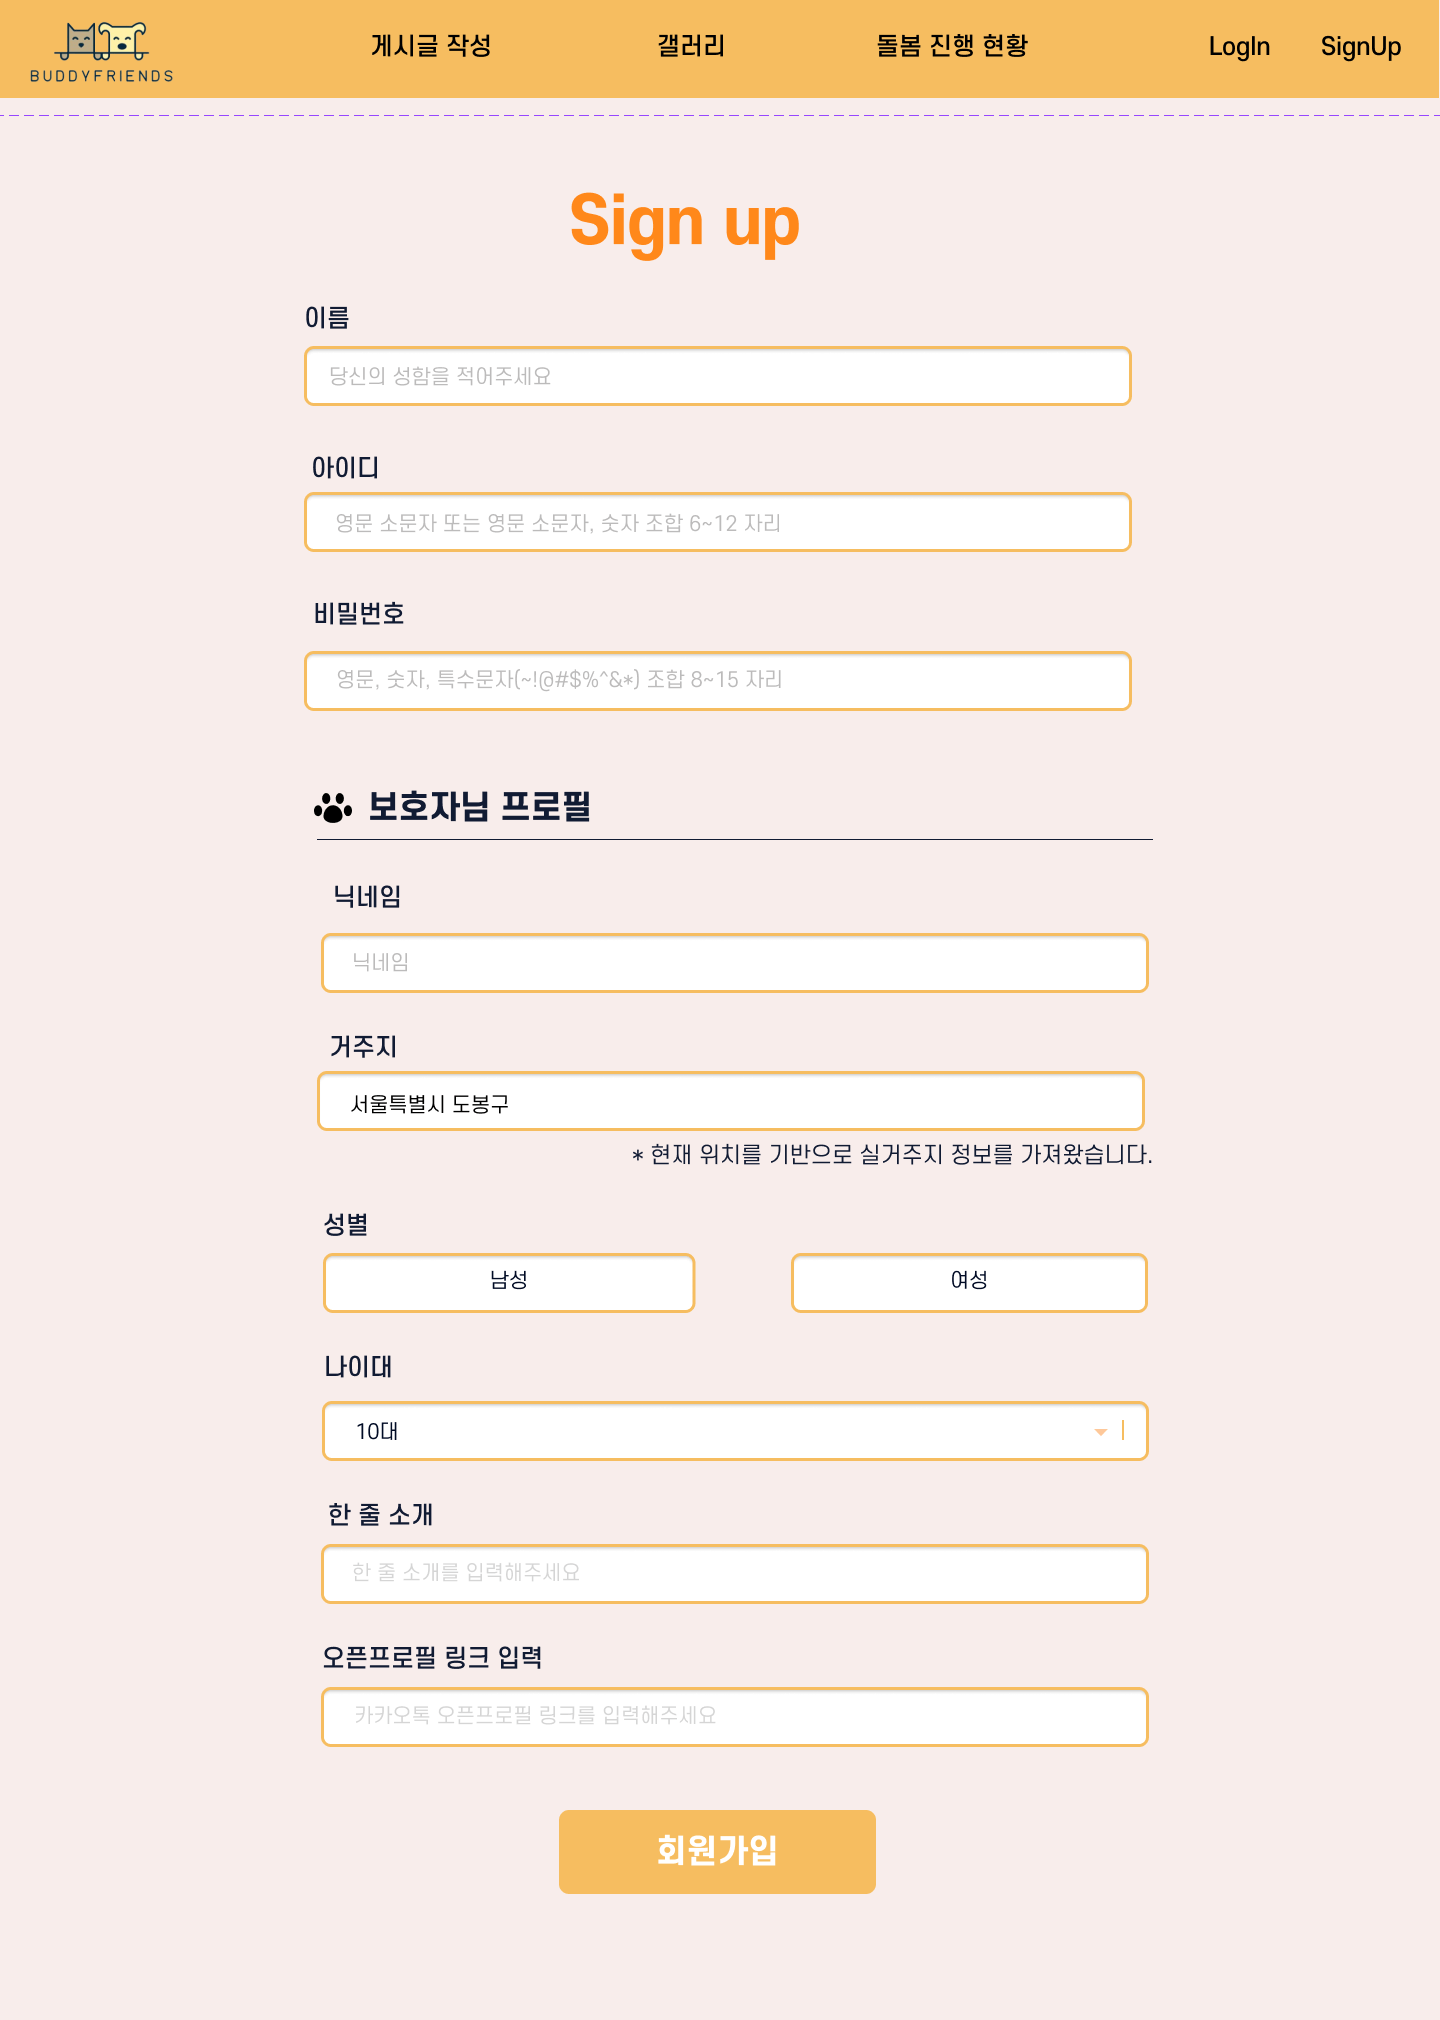 BUDDYFRIENDS
게시글 작성 갤러리 돌봄 진행 현황 LogIn SignUp
Sign up
이름
당신의 성함을 적어주세요
아이디
영문 소문자 또는 영문 소문자, 숫자 조합 6~12 자리
비밀번호
영문, 숫자, 특수문자(~!@#$%^&*) 조합 8~15 자리
보호자님 프로필
닉네임
닉네임
거주지
서울특별시 도봉구
* 현재 위치를 기반으로 실거주지 정보를 가져왔습니다.
성별
남성 여성
나이대
10대
한 줄 소개
한 줄 소개를 입력해주세요
오픈프로필 링크 입력
카카오톡 오픈프로필 링크를 입력해주세요
회원가입